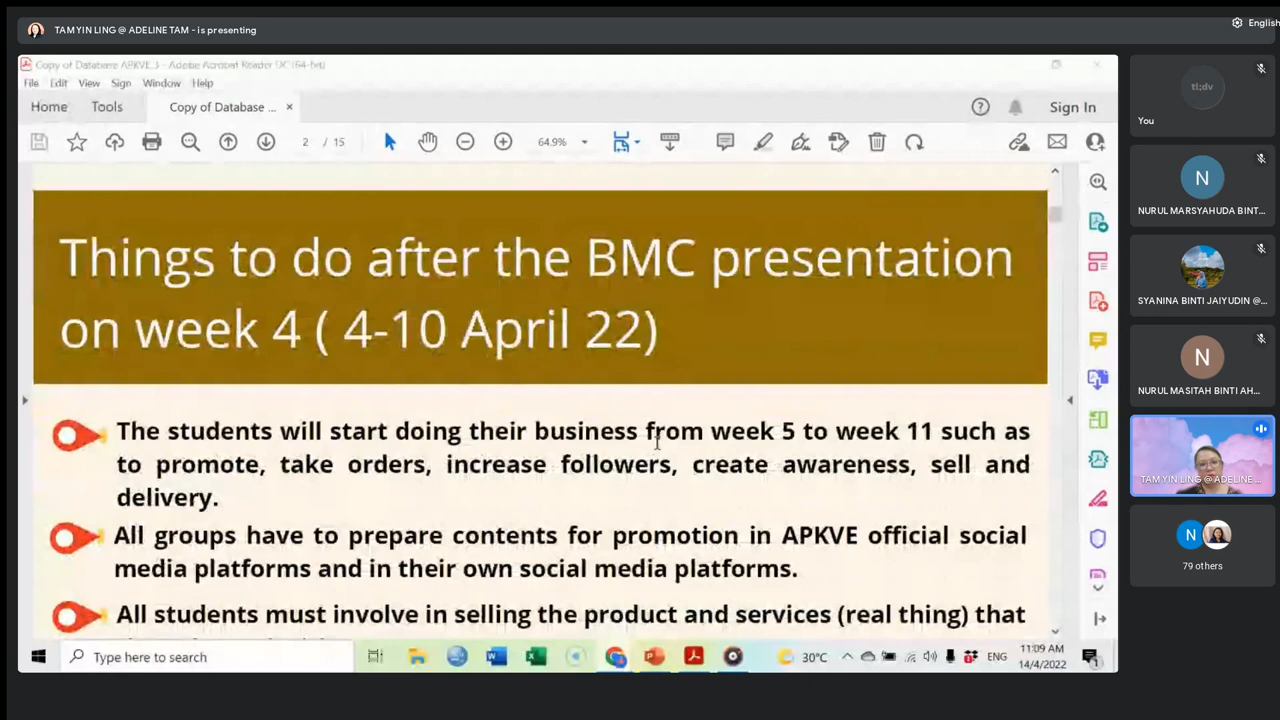 TAM YIN LING @ ADELINE TAM - is presenting
English
Copy of Database APKVE 3 - Adobe Acrobat Reader DC (64-bit)
File Edit View Sign Window Help
Home Tools Copy of Database ... × Sign In
2 / 15 64.9%
Things to do after the BMC presentation
on week 4 ( 4-10 April 22)
The students will start doing their business from week 5 to week 11 such as
to promote, take orders, increase followers, create awareness, sell and
delivery.
All groups have to prepare contents for promotion in APKVE official social
media platforms and in their own social media platforms.
All students must involve in selling the product and services (real thing) that
Type here to search
30°C
ENG
11:09 AM
14/4/2022
1
tl;dv
You
N
NURUL MARSYAHUDA BINT...
SYANINA BINTI JAIYUDIN @...
N
NURUL MASITAH BINTI AH...
TAM YIN LING @ ADELINE ...
N
79 others